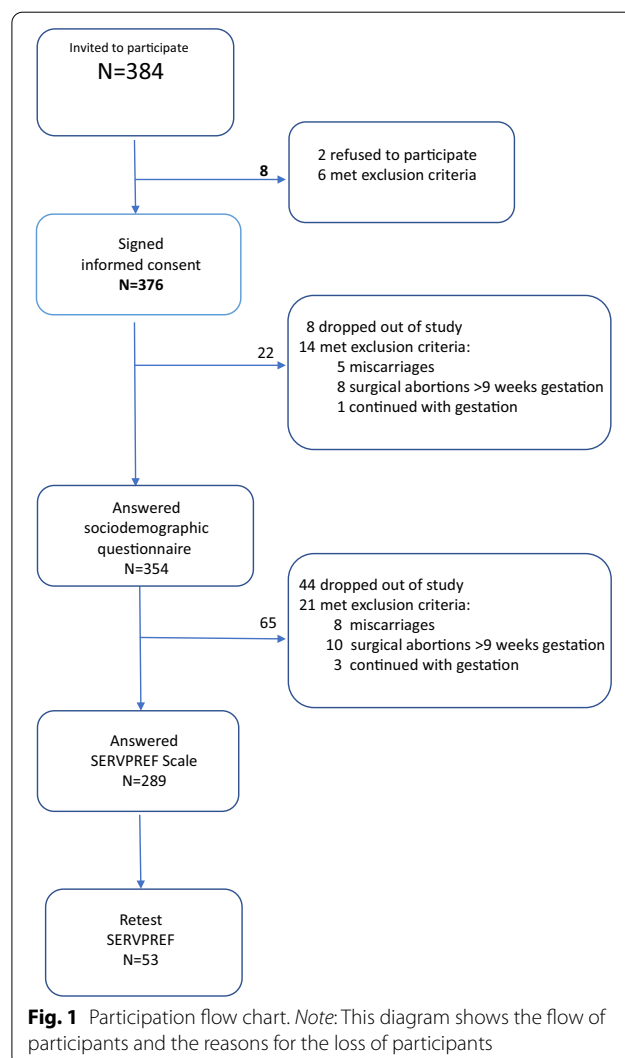 Invited to participate
N=384
8
2 refused to participate
6 met exclusion criteria
Signed
informed consent
N=376
22
8 dropped out of study
14 met exclusion criteria:
5 miscarriages
8 surgical abortions >9 weeks gestation
1 continued with gestation
Answered
sociodemographic
questionnaire
N=354
65
44 dropped out of study
21 met exclusion criteria:
8 miscarriages
10 surgical abortions >9 weeks gestation
3 continued with gestation
Answered
SERVPREF Scale
N=289
Retest
SERVPREF
N=53
Fig. 1 Participation flow chart. Note: This diagram shows the flow of
participants and the reasons for the loss of participants